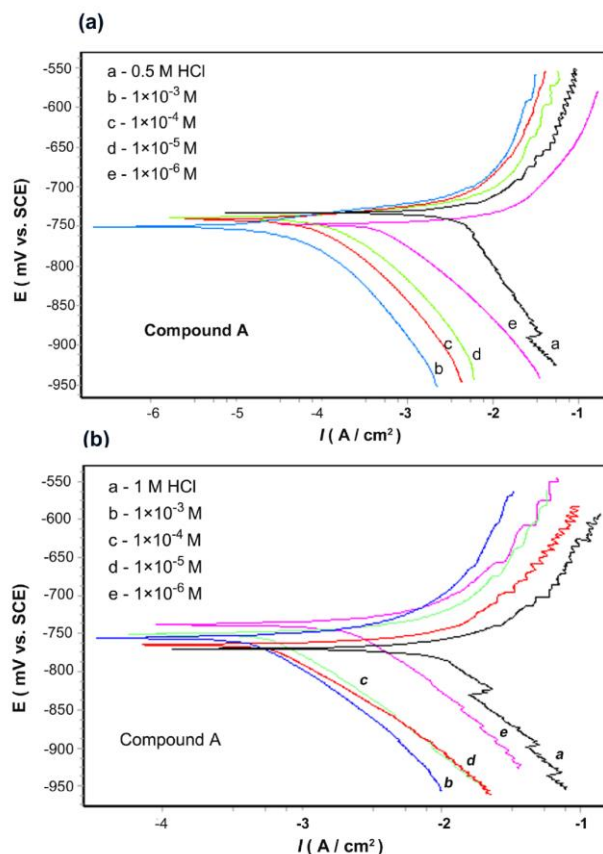 (a)
a - 0.5 M HCl
b - 1×10⁻³ M
c - 1×10⁻⁴ M
d - 1×10⁻⁵ M
e - 1×10⁻⁶ M
-550
-600
-650
-700
-750
-800
-850
-900
-950
E ( mV vs. SCE)
Compound A
b
c
d
e
a
-6
-5
-4
-3
-2
-1
I ( A / cm²)
(b)
a - 1 M HCl
b - 1×10⁻³ M
c - 1×10⁻⁴ M
d - 1×10⁻⁵ M
e - 1×10⁻⁶ M
-550
-600
-650
-700
-750
-800
-850
-900
-950
E ( mV vs. SCE)
Compound A
c
b
d
e
a
-4
-3
-2
-1
I ( A / cm²)